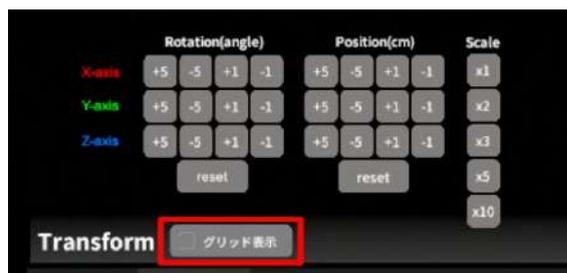 Rotation(angle) Position(cm) Scale
X-axis +5 -5 +1 -1 +5 -5 +1 -1 x1
Y-axis +5 -5 +1 -1 +5 -5 +1 -1 x2
Z-axis +5 -5 +1 -1 +5 -5 +1 -1 x3
reset reset x5
x10
Transform グリッド表示